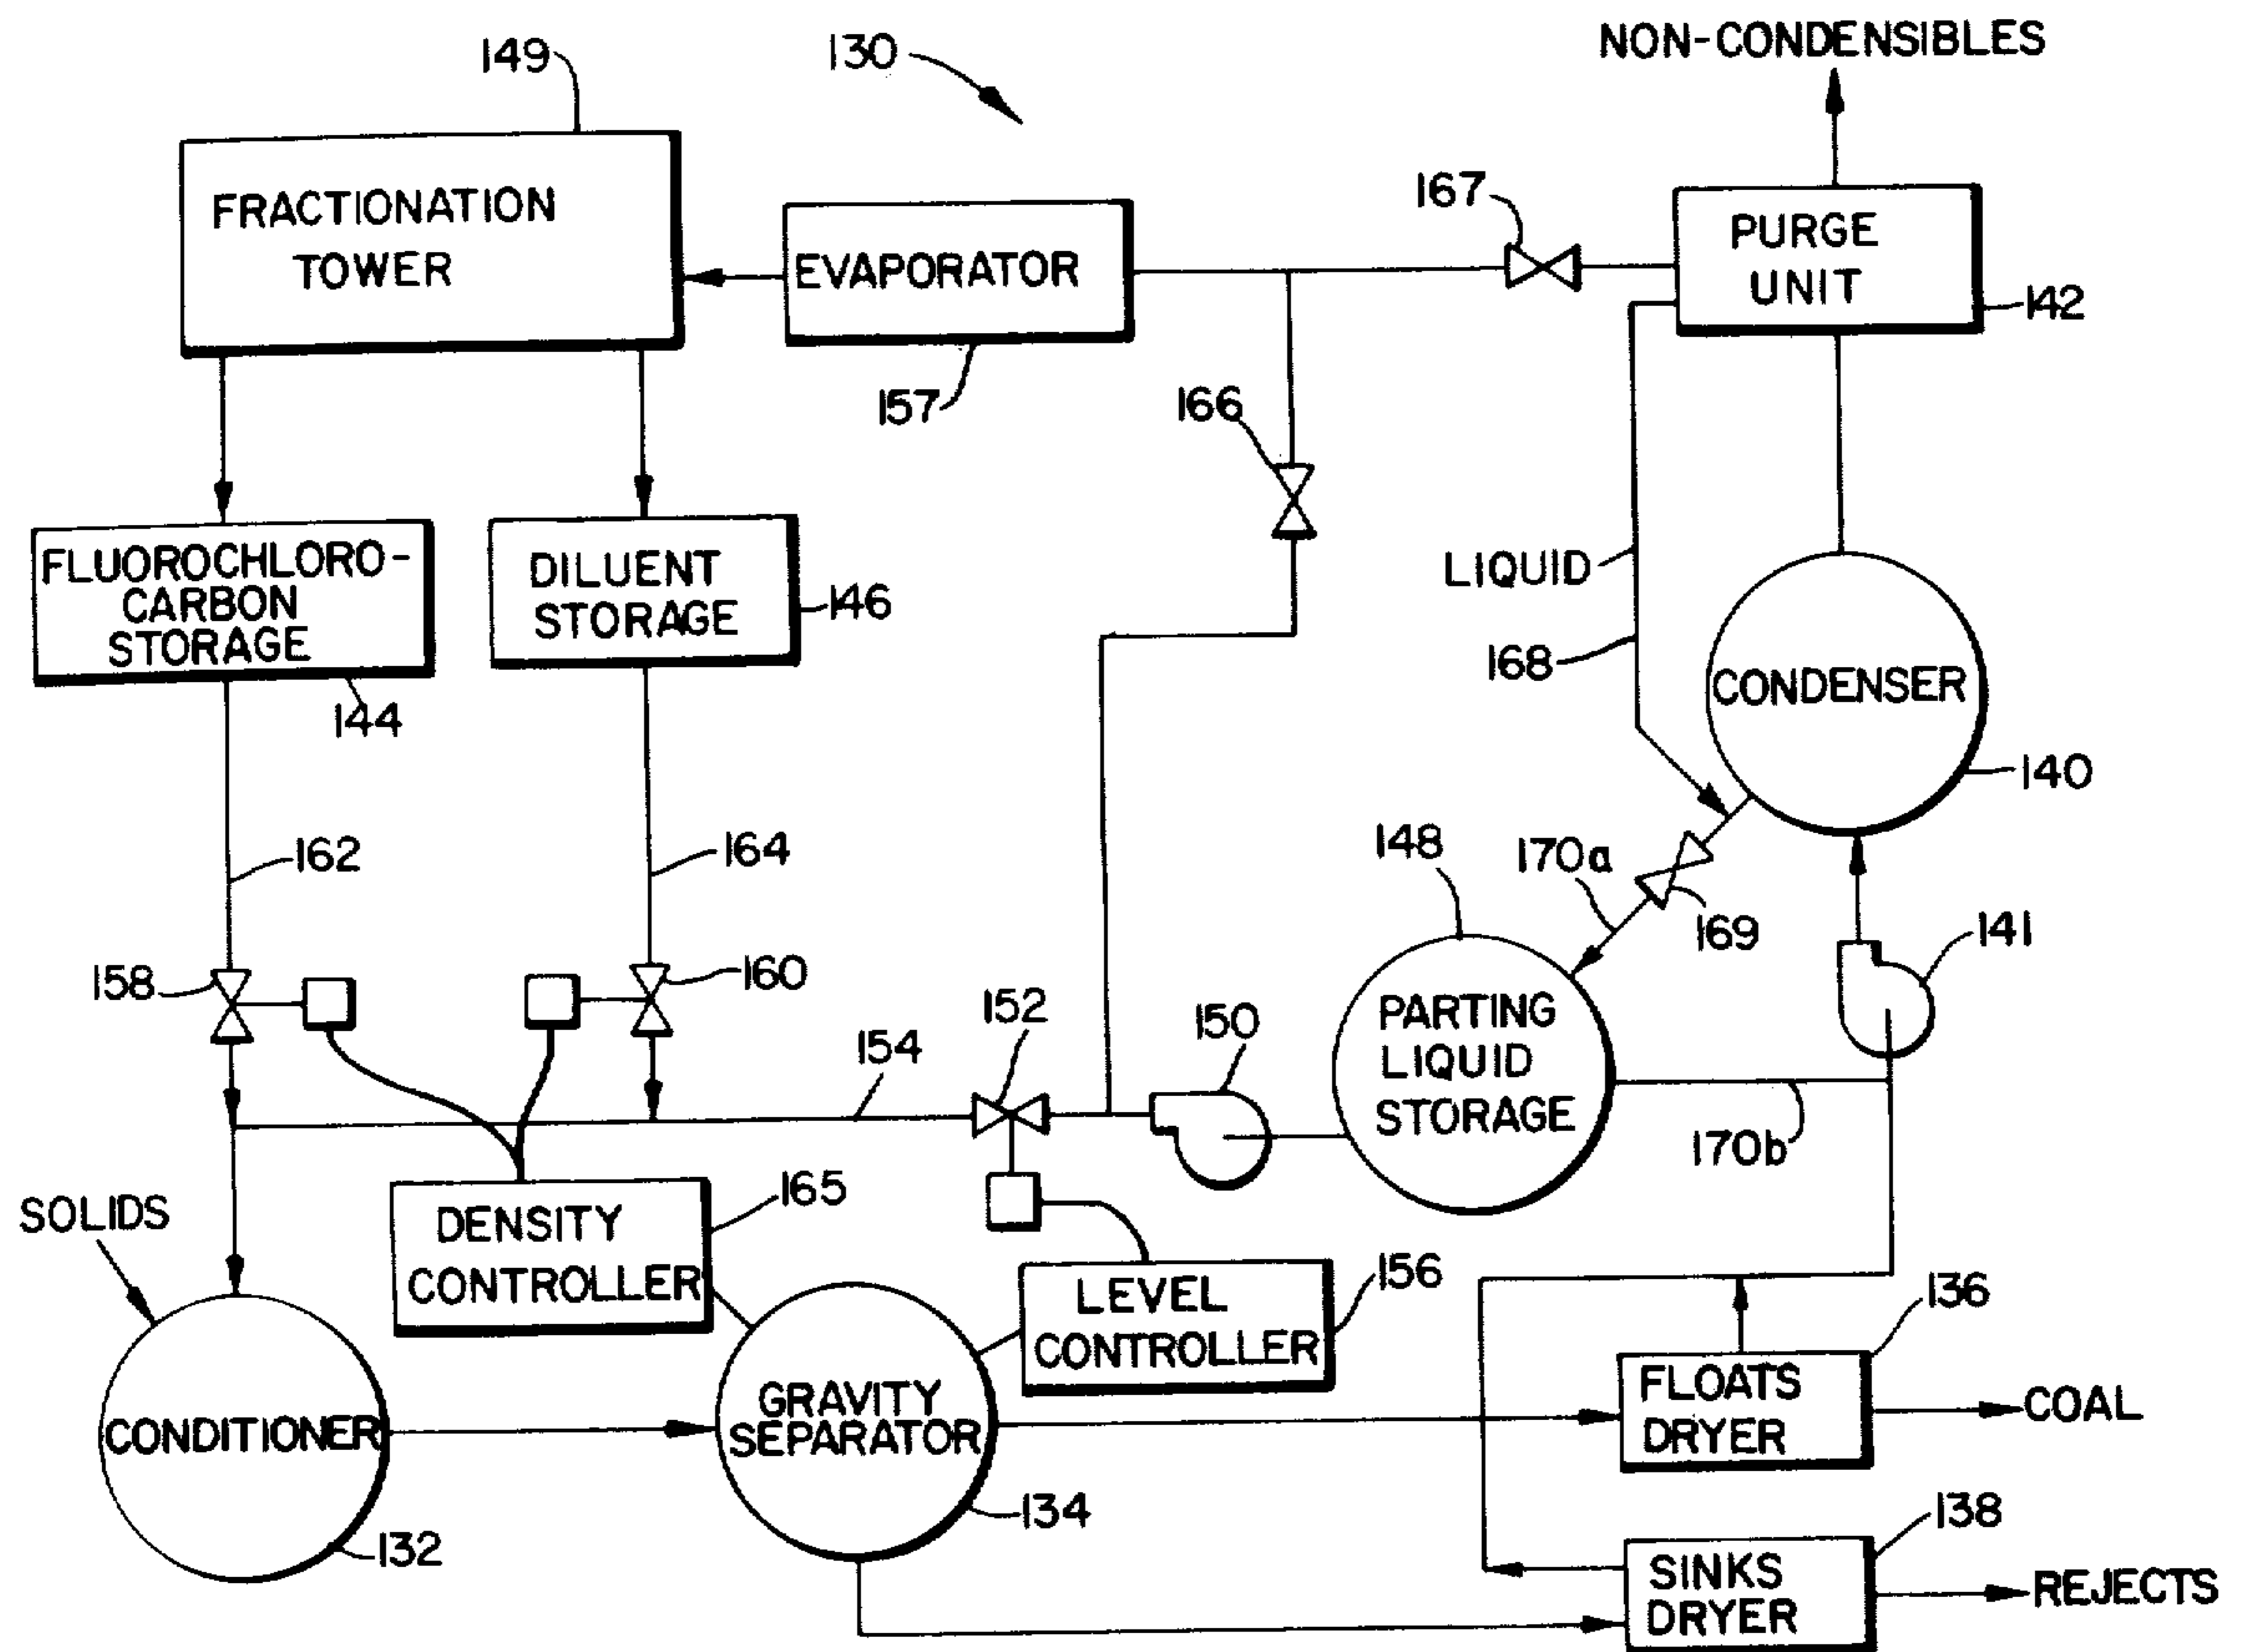 NON-CONDENSIBLES
149
130
FRACTIONATION
TOWER
EVAPORATOR
167
PURGE
UNIT
142
157
166
FLUOROCHLORO-
CARBON
STORAGE
144
DILUENT
STORAGE
146
LIQUID
168
CONDENSER
140
162
164
148
170a
169
141
158
160
152
150
154
PARTING
LIQUID
STORAGE
170b
SOLIDS
DENSITY
CONTROLLER
165
LEVEL
CONTROLLER
156
136
CONDITIONER
132
GRAVITY
SEPARATOR
134
FLOATS
DRYER
COAL
138
SINKS
DRYER
REJECTS